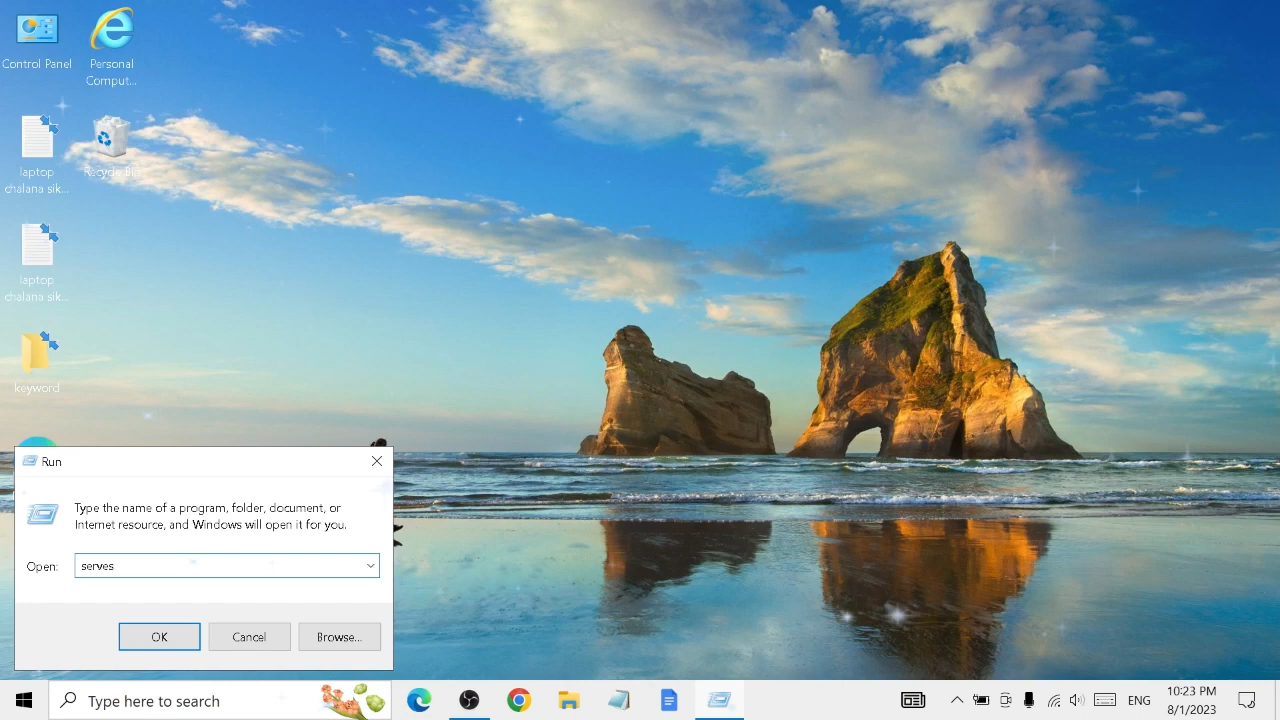 Control Panel
Personal
Comput...
laptop
chalana sik...
Recycle Bi...
laptop
chalana sik...
keyword
Run
Type the name of a program, folder, document, or
Internet resource, and Windows will open it for you.
Open:
serves
OK
Cancel
Browse...
Type here to search
ENG
10:23 PM
8/1/2023